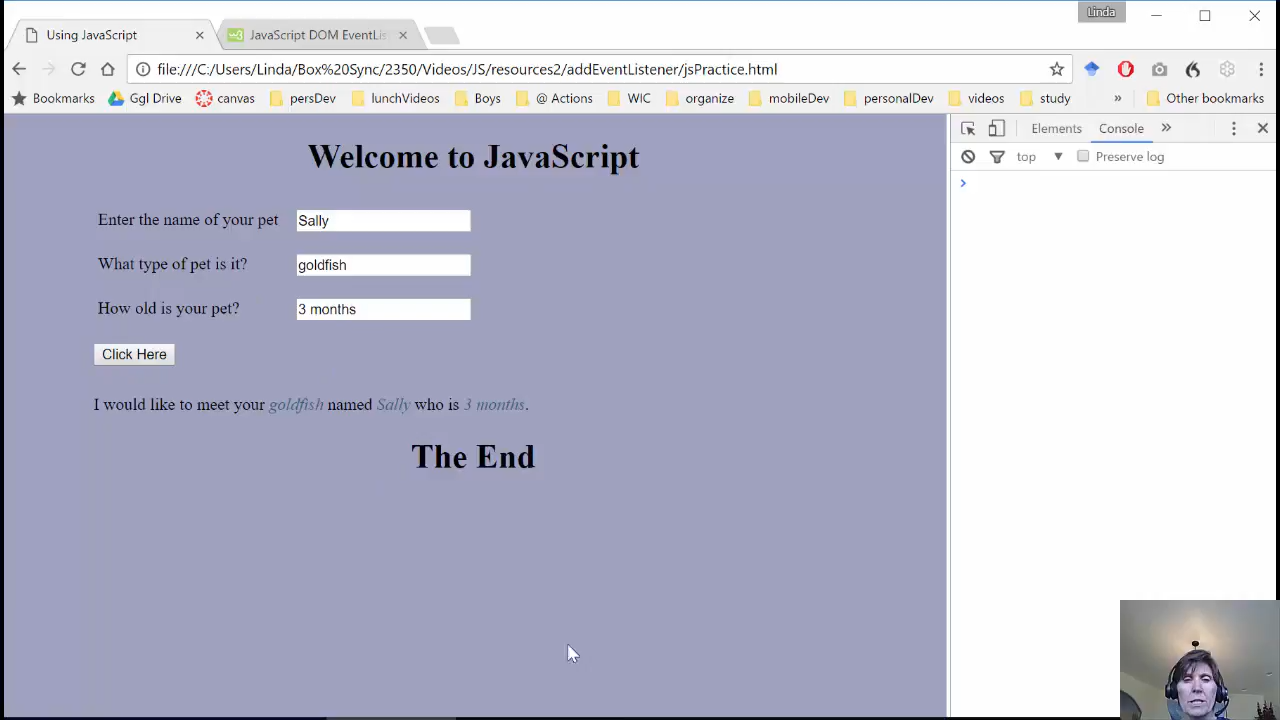 Linda
Using JavaScript
JavaScript DOM EventLis
file:///C:/Users/Linda/Box%20Sync/2350/Videos/JS/resources2/addEventListener/jsPractice.html
Bookmarks Ggl Drive canvas persDev lunchVideos Boys @ Actions WIC organize mobileDev personalDev videos study » Other bookmarks
Elements Console »
top Preserve log
Welcome to JavaScript
Enter the name of your pet Sally
What type of pet is it? goldfish
How old is your pet? 3 months
Click Here
I would like to meet your goldfish named Sally who is 3 months.
The End